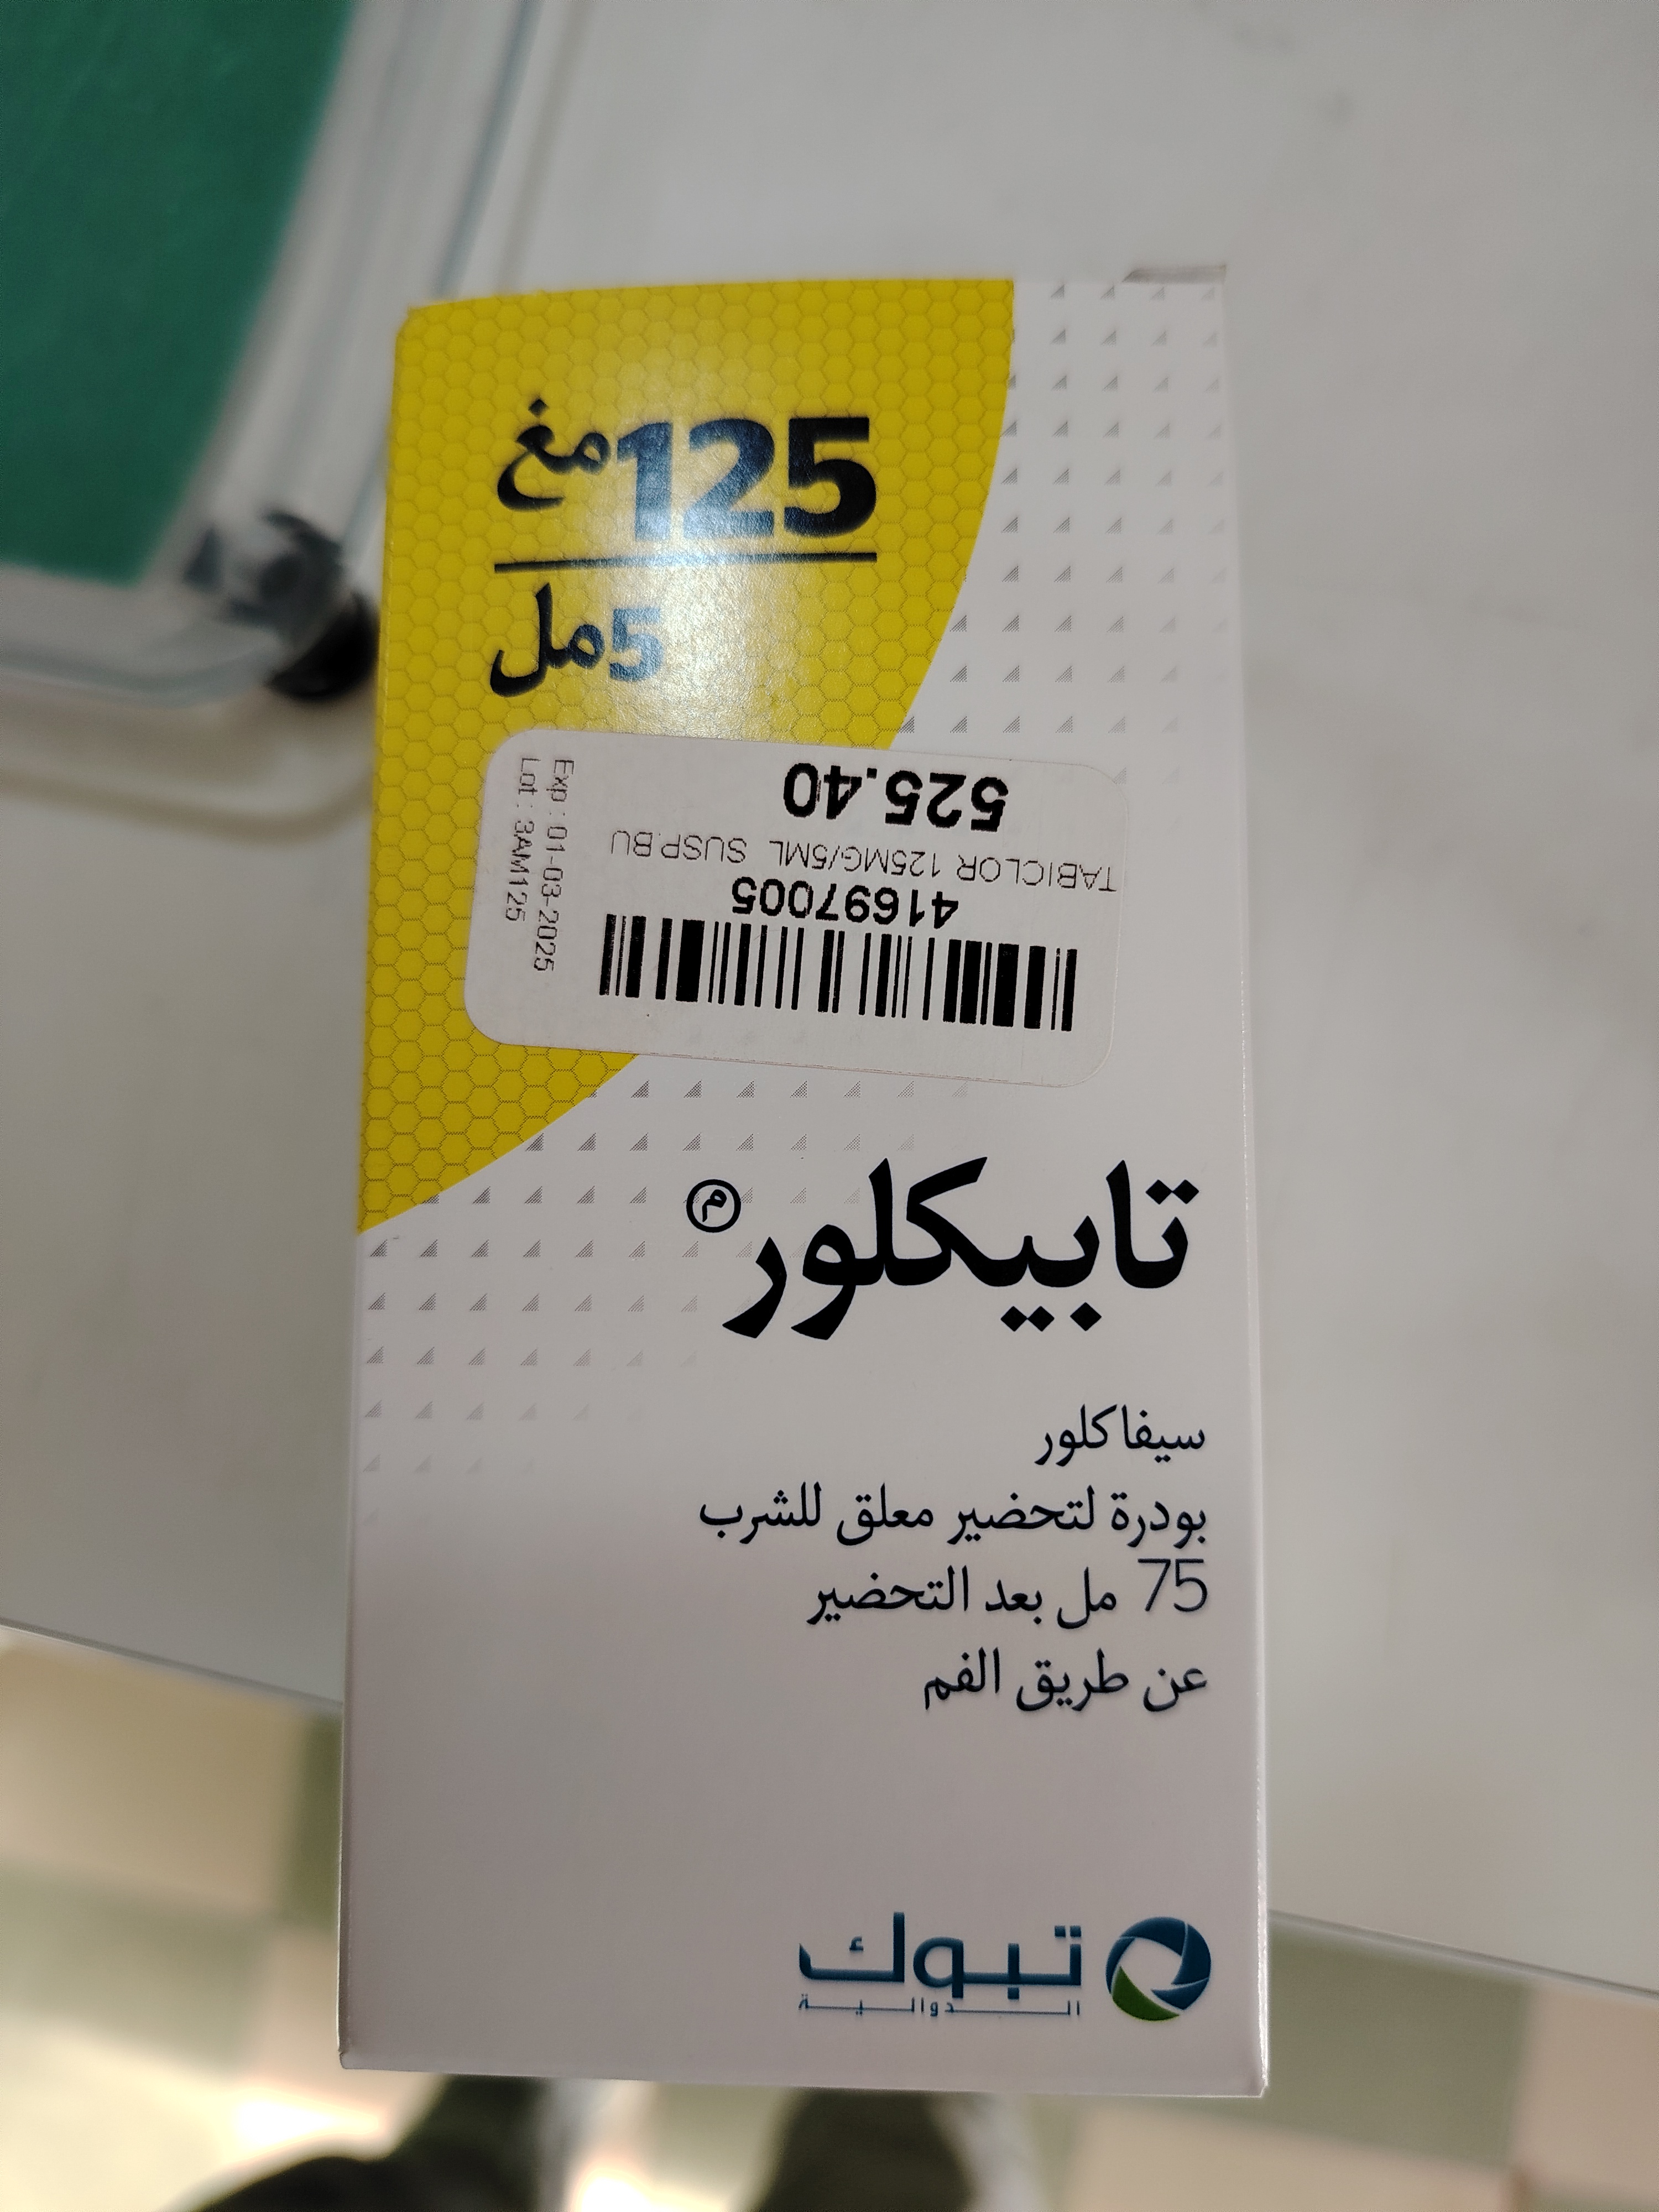 125مغ
5مل
525.40
TABICLOR 125MG/5ML SUSP.BU
41697005
Exp : 01-03-2025
Lot : 3AM125
تابيكلور م
سيفاكلور
بودرة لتحضير معلق للشرب
75 مل بعد التحضير
عن طريق الفم
تبوك
الدوالية